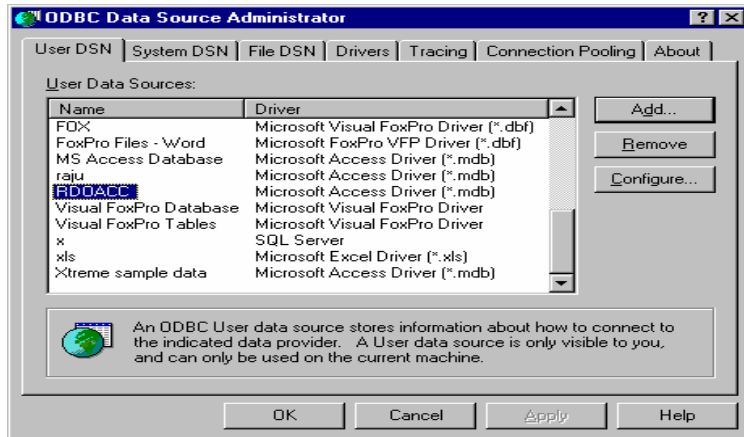 ODBC Data Source Administrator ? X
User DSN System DSN File DSN Drivers Tracing Connection Pooling About
User Data Sources:
Name Driver
FOX Microsoft Visual FoxPro Driver (*.dbf)
FoxPro Files - Word Microsoft FoxPro VFP Driver (*.dbf)
MS Access Database Microsoft Access Driver (*.mdb)
raju Microsoft Access Driver (*.mdb)
RDOACC Microsoft Access Driver (*.mdb)
Visual FoxPro Database Microsoft Visual FoxPro Driver
Visual FoxPro Tables Microsoft Visual FoxPro Driver
x SQL Server
xls Microsoft Excel Driver (*.xls)
Xtreme sample data Microsoft Access Driver (*.mdb)
Add...
Remove
Configure...
An ODBC User data source stores information about how to connect to
the indicated data provider. A User data source is only visible to you,
and can only be used on the current machine.
OK Cancel Apply Help